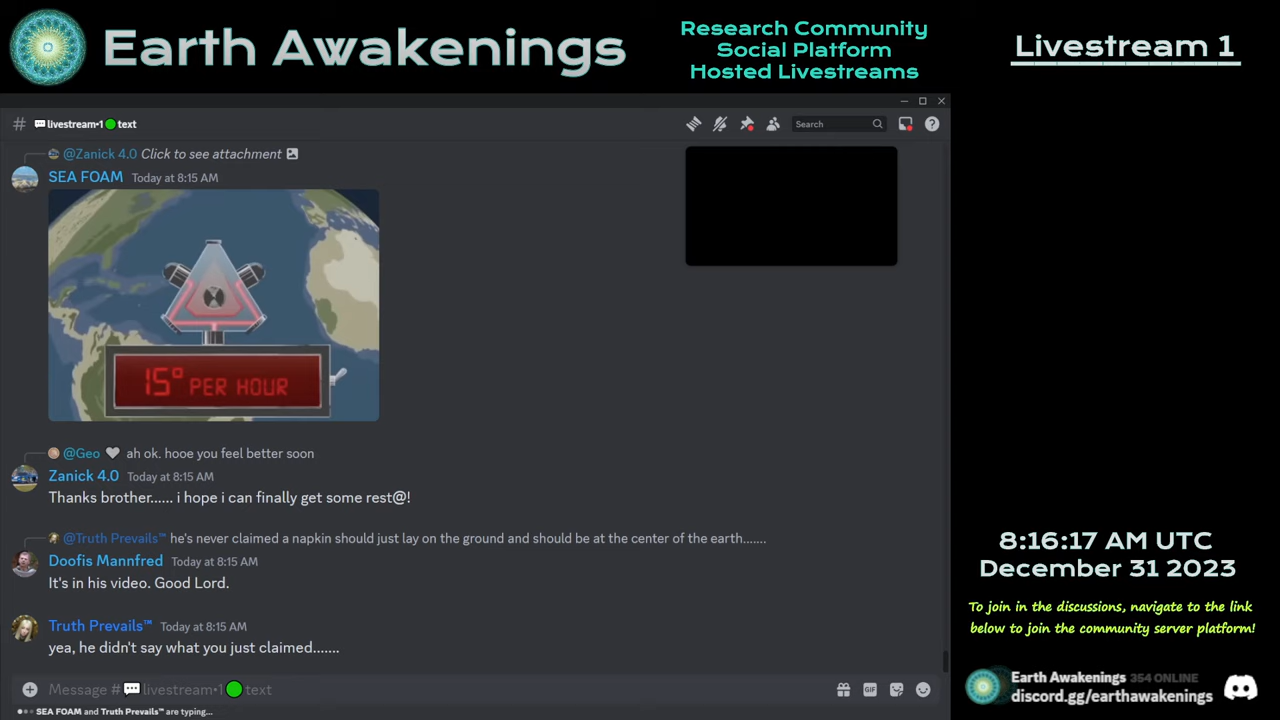 Earth Awakenings
Research Community
Social Platform
Hosted Livestreams
Livestream 1
# livestream•1 text
Search
@Zanick 4.0 Click to see attachment
SEA FOAM Today at 8:15 AM
15° PER HOUR
@Geo 🤍 ah ok. hooe you feel better soon
Zanick 4.0 Today at 8:15 AM
Thanks brother...... i hope i can finally get some rest@!
@Truth Prevails™ he's never claimed a napkin should just lay on the ground and should be at the center of the earth.......
Doofis Mannfred Today at 8:15 AM
It's in his video. Good Lord.
Truth Prevails™ Today at 8:15 AM
yea, he didn't say what you just claimed.......
Message #💬livestream•1🟢text
GIF
SEA FOAM and Truth Prevails™ are typing...
8:16:17 AM UTC
December 31 2023
To join in the discussions, navigate to the link
below to join the community server platform!
Earth Awakenings 354 ONLINE
discord.gg/earthawakenings